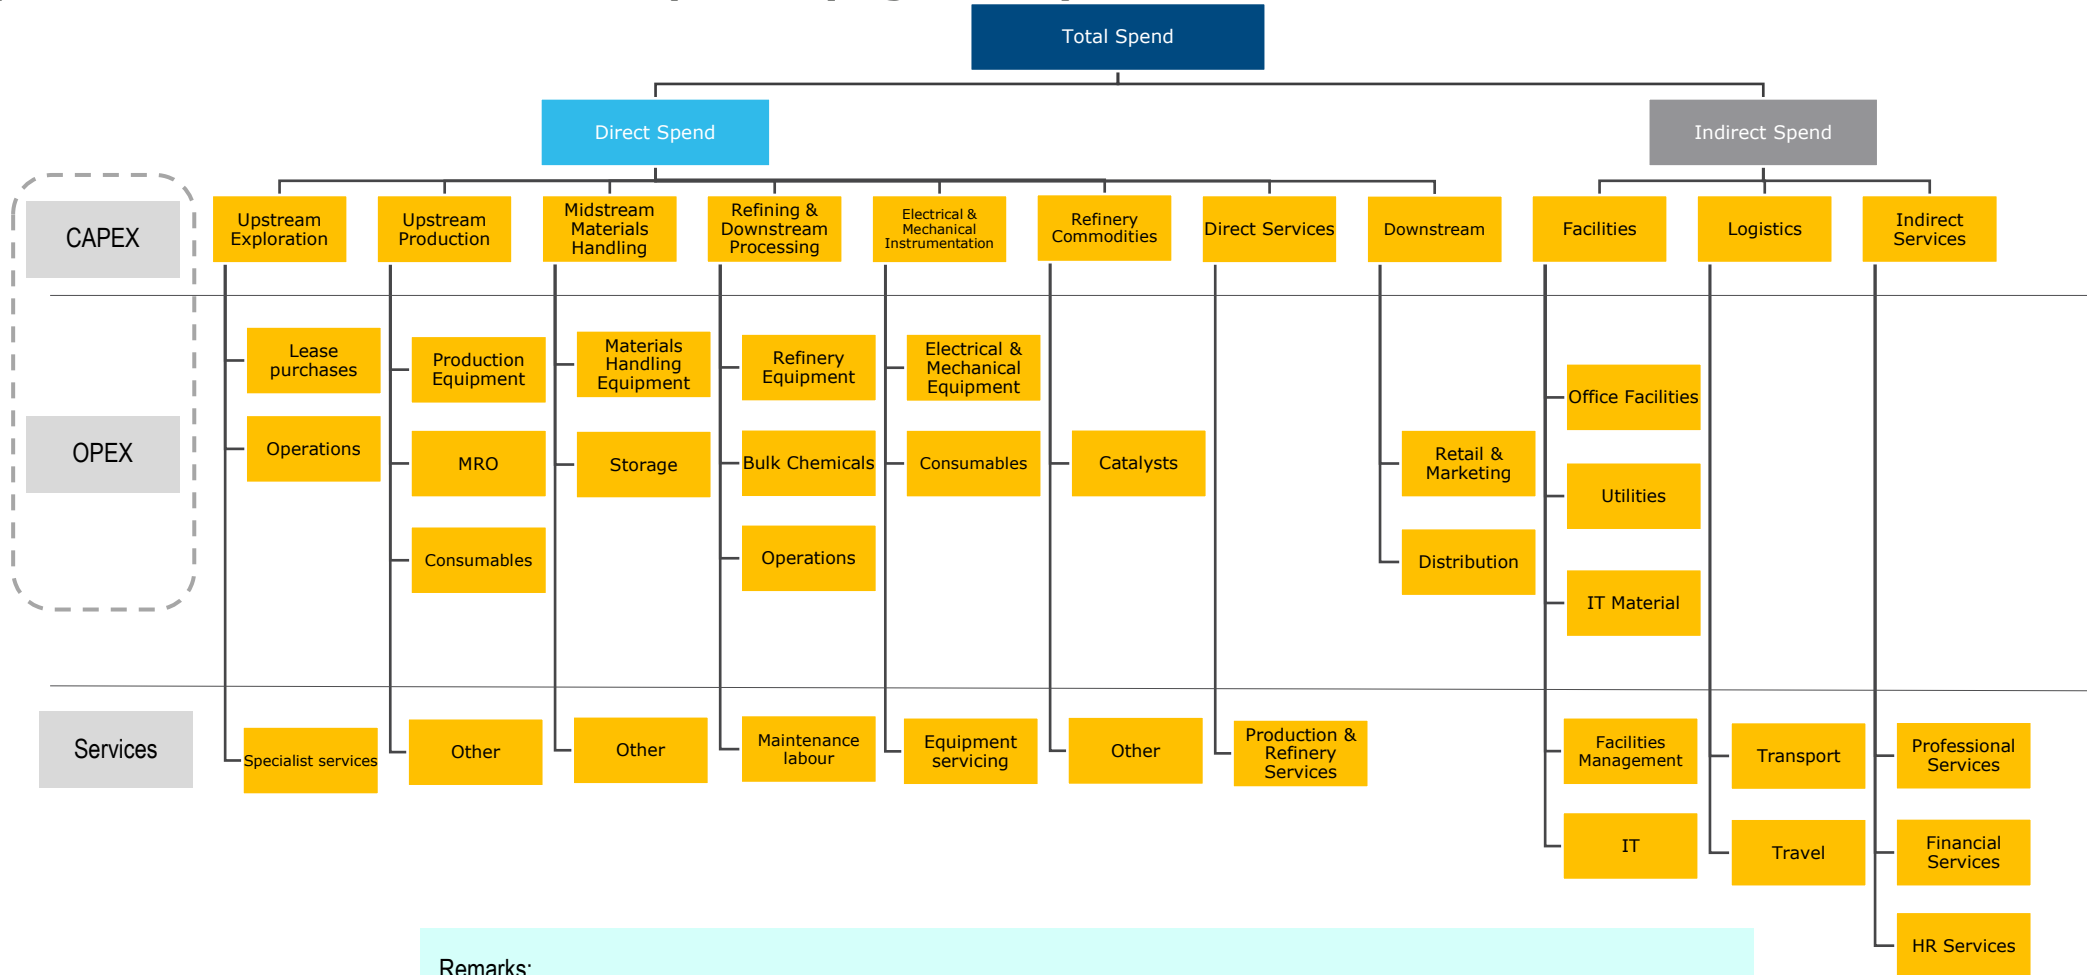 Total Spend
Direct Spend
Indirect Spend
CAPEX
Upstream
Exploration
Upstream
Production
Midstream
Materials
Handling
Refining &
Downstream
Processing
Electrical &
Mechanical
Instrumentation
Refinery
Commodities
Direct Services
Downstream
Facilities
Logistics
Indirect
Services
OPEX
Lease
purchases
Operations
Production
Equipment
MRO
Consumables
Materials
Handling
Equipment
Storage
Refinery
Equipment
Bulk Chemicals
Operations
Electrical &
Mechanical
Equipment
Consumables
Catalysts
Retail &
Marketing
Distribution
Office Facilities
Utilities
IT Material
Services
Specialist services
Other
Other
Maintenance
labour
Equipment
servicing
Other
Production &
Refinery
Services
Facilities
Management
IT
Transport
Travel
Professional
Services
Financial
Services
HR Services
Remarks: